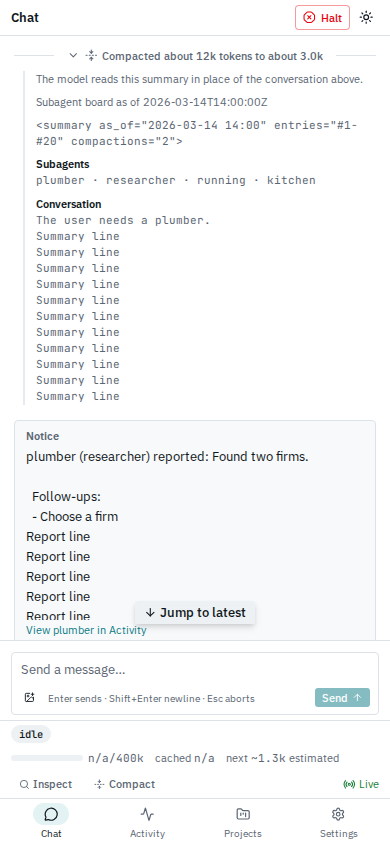 Chat
Halt
Compacted about 12k tokens to about 3.0k
The model reads this summary in place of the conversation above.
Subagent board as of 2026-03-14T14:00:00Z
<summary as_of="2026-03-14 14:00" entries="#1-
#20" compactions="2">
Subagents
plumber · researcher · running · kitchen
Conversation
The user needs a plumber.
Summary line
Summary line
Summary line
Summary line
Summary line
Summary line
Summary line
Summary line
Summary line
Summary line
Summary line
Notice
plumber (researcher) reported: Found two firms.
Follow-ups:
- Choose a firm
Report line
Report line
Report line
Report line
Report line
Jump to latest
View plumber in Activity
Send a message...
Enter sends · Shift+Enter newline · Esc aborts
Send
idle
n/a/400k cached n/a next ~1.3k estimated
Inspect
Compact
Live
Chat
Activity
Projects
Settings